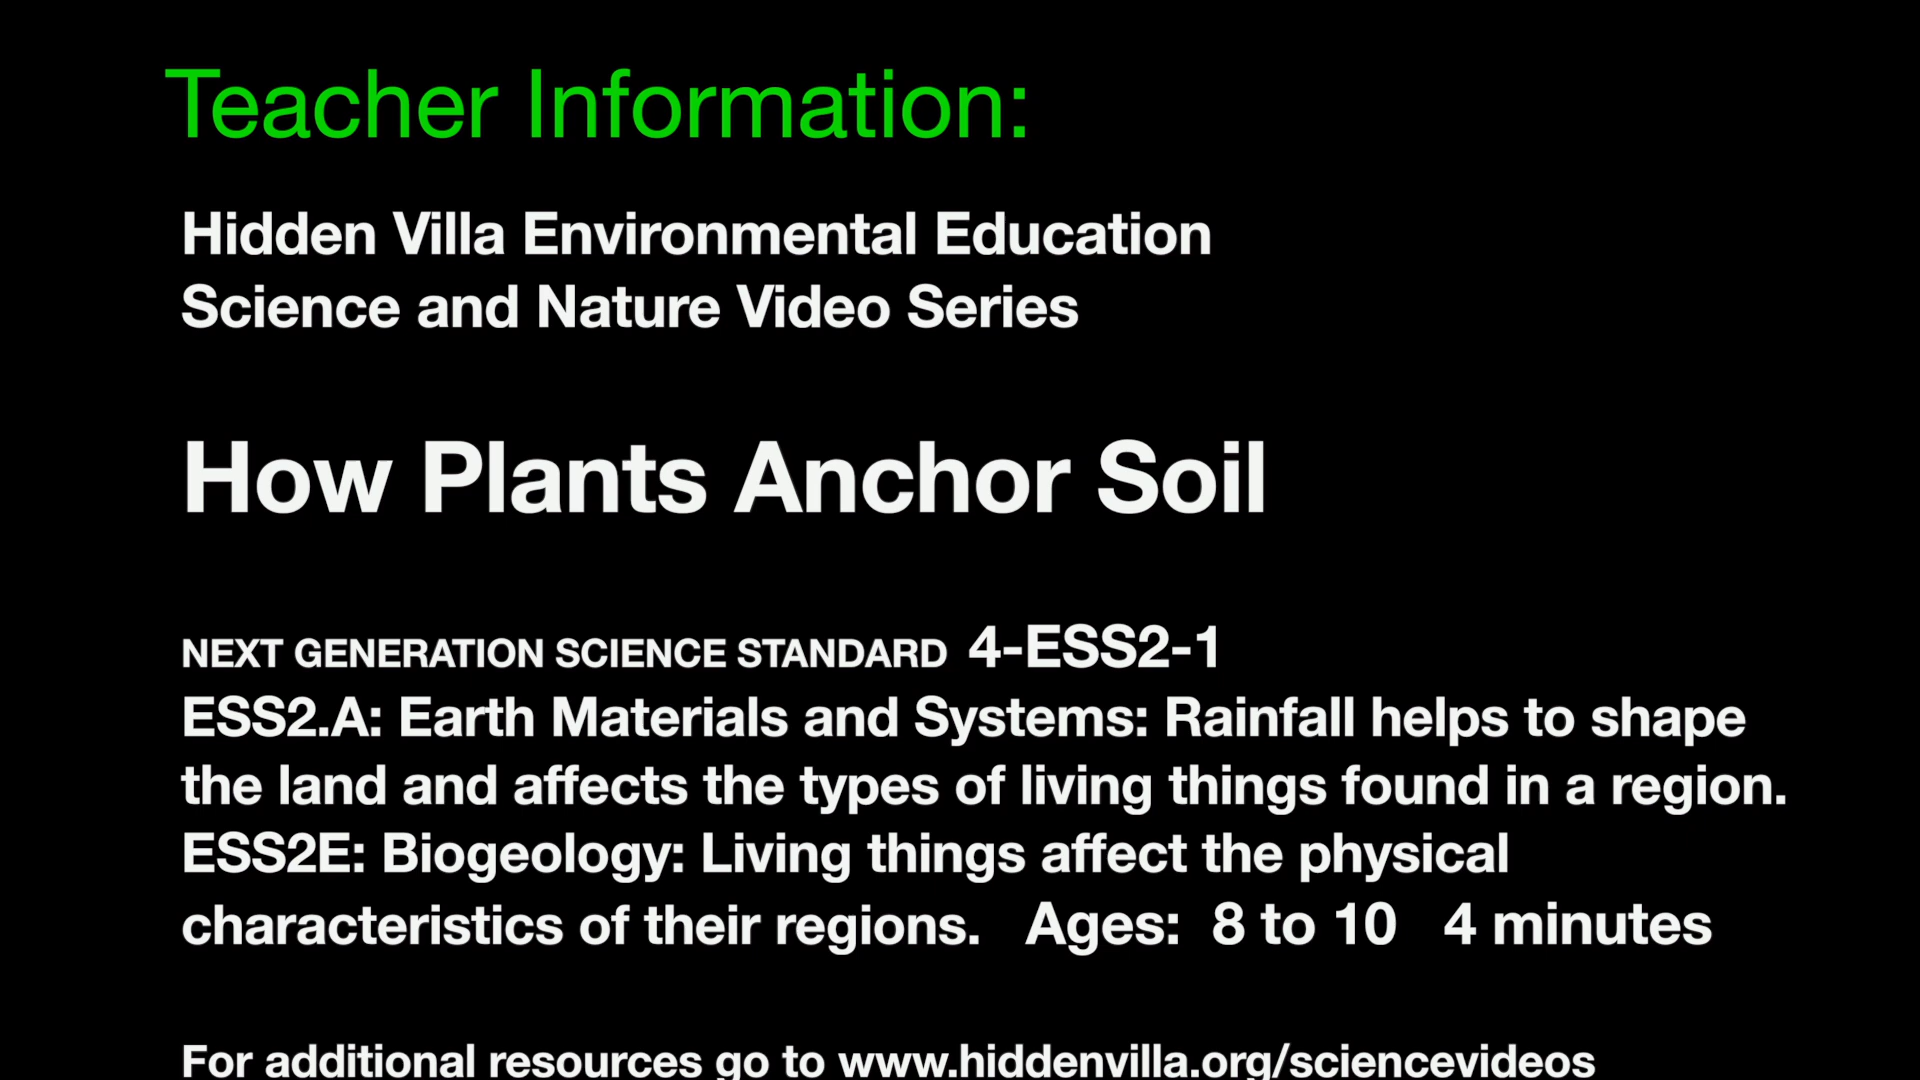 Teacher Information:
Hidden Villa Environmental Education
Science and Nature Video Series
How Plants Anchor Soil
NEXT GENERATION SCIENCE STANDARD 4-ESS2-1
ESS2.A: Earth Materials and Systems: Rainfall helps to shape
the land and affects the types of living things found in a region.
ESS2E: Biogeology: Living things affect the physical
characteristics of their regions. Ages: 8 to 10 4 minutes
For additional resources go to www.hiddenvilla.org/sciencevideos